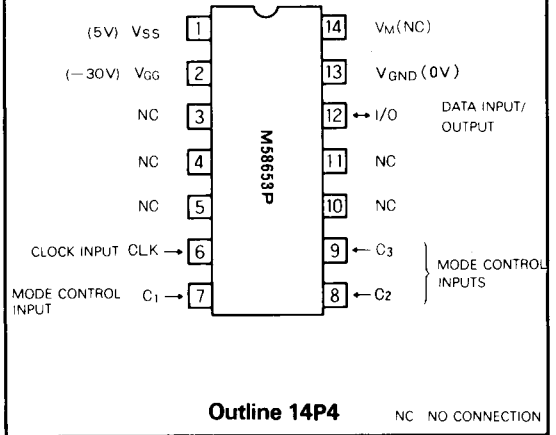 (5V) VSS 1 14 VM(NC)
(−30V) VGG 2 13 VGND(0V)
NC 3 12 ↔ I/O DATA INPUT/
OUTPUT
NC 4 11 NC
M58653P
NC 5 10 NC
CLOCK INPUT CLK → 6 9 ← C3
MODE CONTROL
INPUTS
MODE CONTROL C1 → 7 8 ← C2
INPUT
Outline 14P4 NC NO CONNECTION